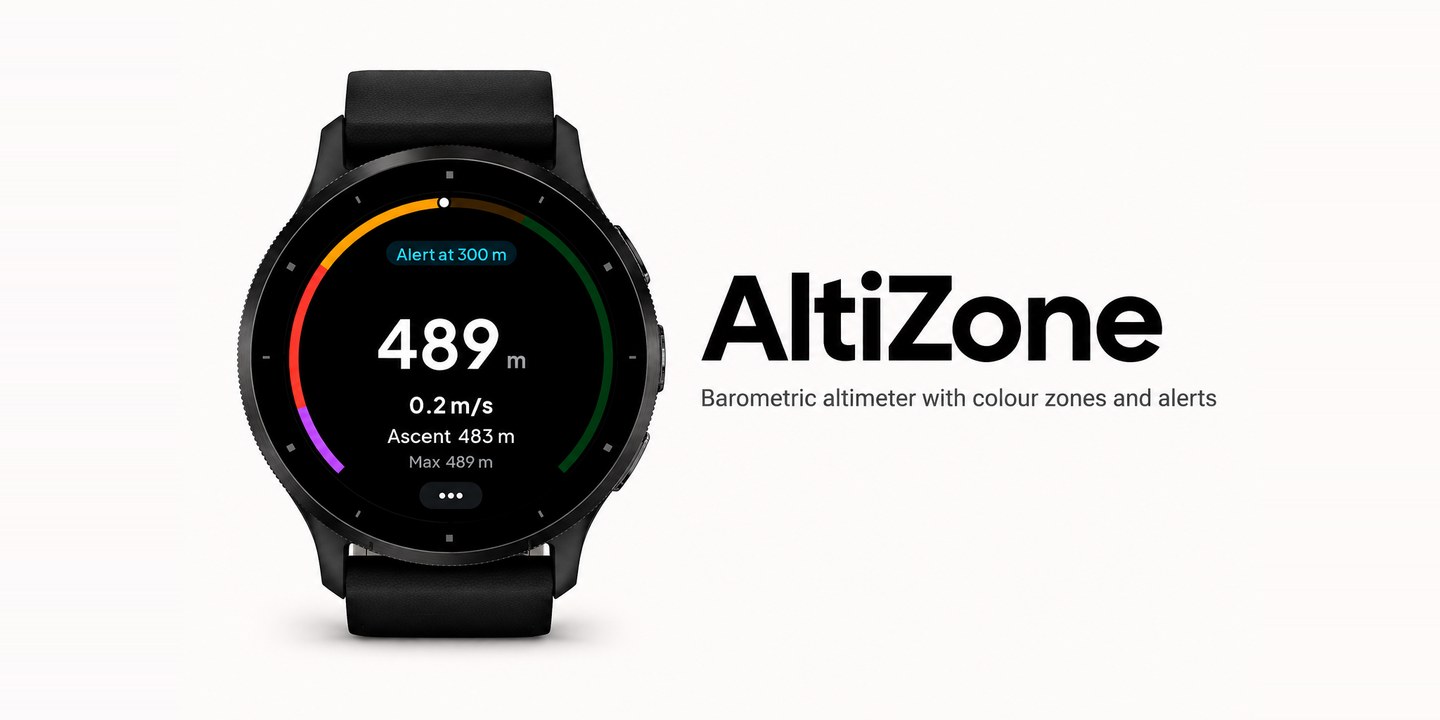 Alert at 300 m
489 m
0.2 m/s
Ascent 483 m
Max 489 m
AltiZone
Barometric altimeter with colour zones and alerts